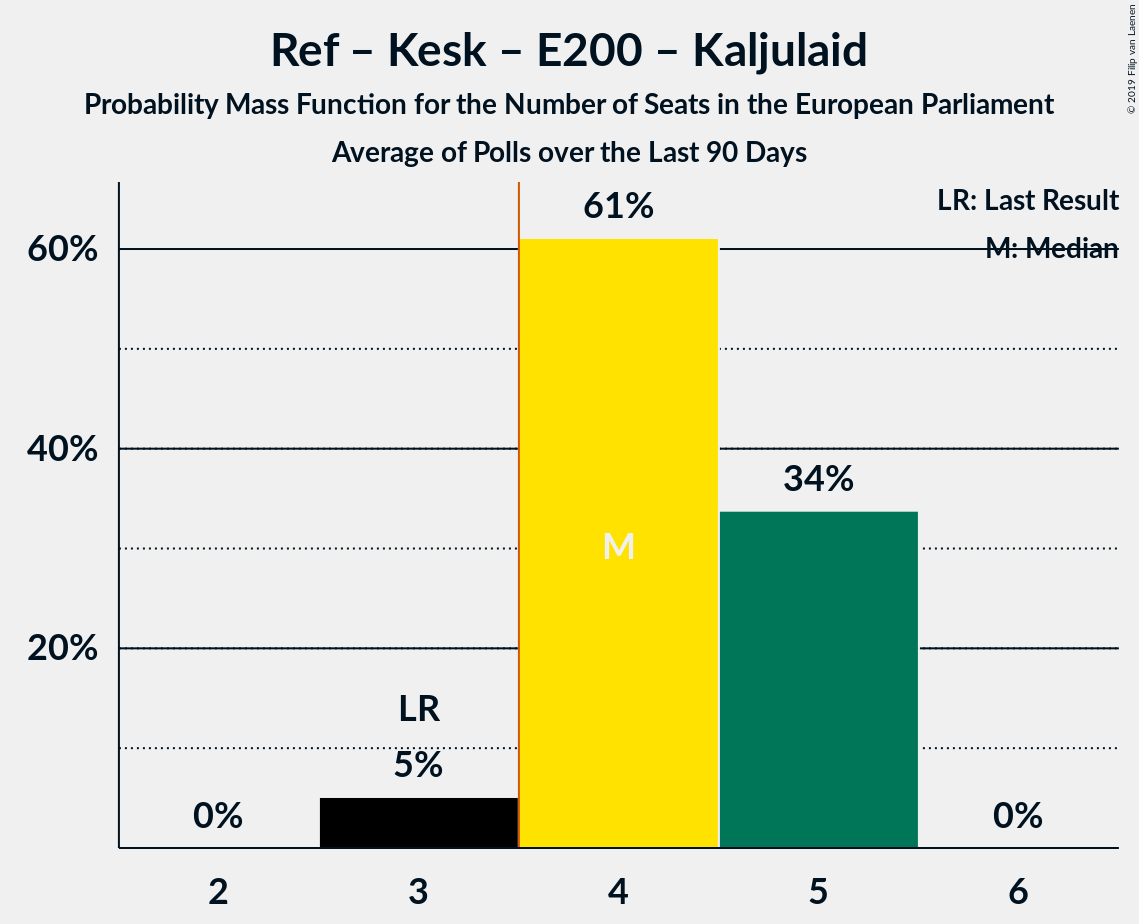 Ref – Kesk – E200 – Kaljulaid
Probability Mass Function for the Number of Seats in the European Parliament
Average of Polls over the Last 90 Days
© 2019 Filip van Laenen
LR: Last Result
M: Median
61%
60%
40%
34%
M
20%
LR
5%
0%
0%
2
3
4
5
6